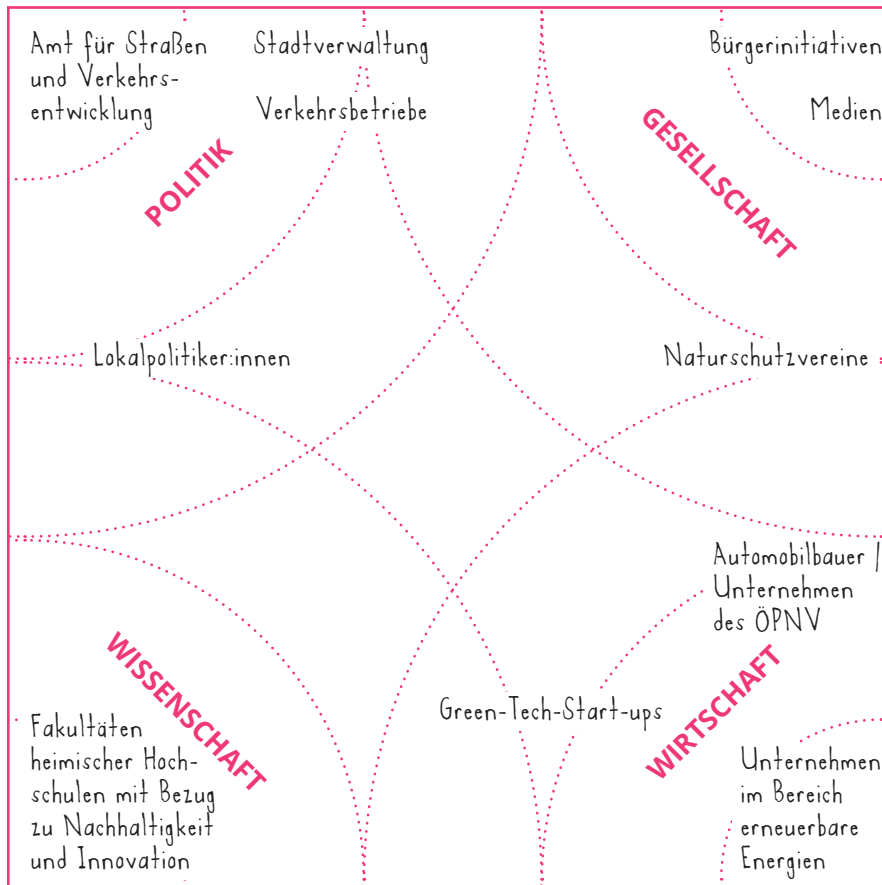 Amt für Straßen
und Verkehrs-
entwicklung
Stadtverwaltung
Verkehrsbetriebe
POLITIK
Lokalpolitiker:innen
Bürgerinitiativen
Medien
GESELLSCHAFT
Naturschutzvereine
WISSENSCHAFT
Fakultäten
heimischer Hoch-
schulen mit Bezug
zu Nachhaltigkeit
und Innovation
Automobilbauer /
Unternehmen
des ÖPNV
Green-Tech-Start-ups
WIRTSCHAFT
Unternehmen
im Bereich
erneuerbare
Energien